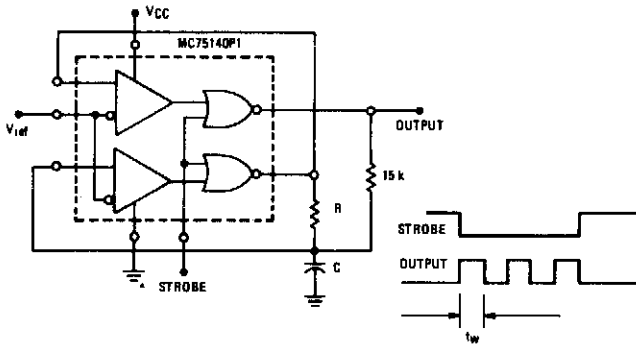 VCC
MC75140P1
Vref
OUTPUT
15 k
R
C
STROBE
STROBE
OUTPUT
tW